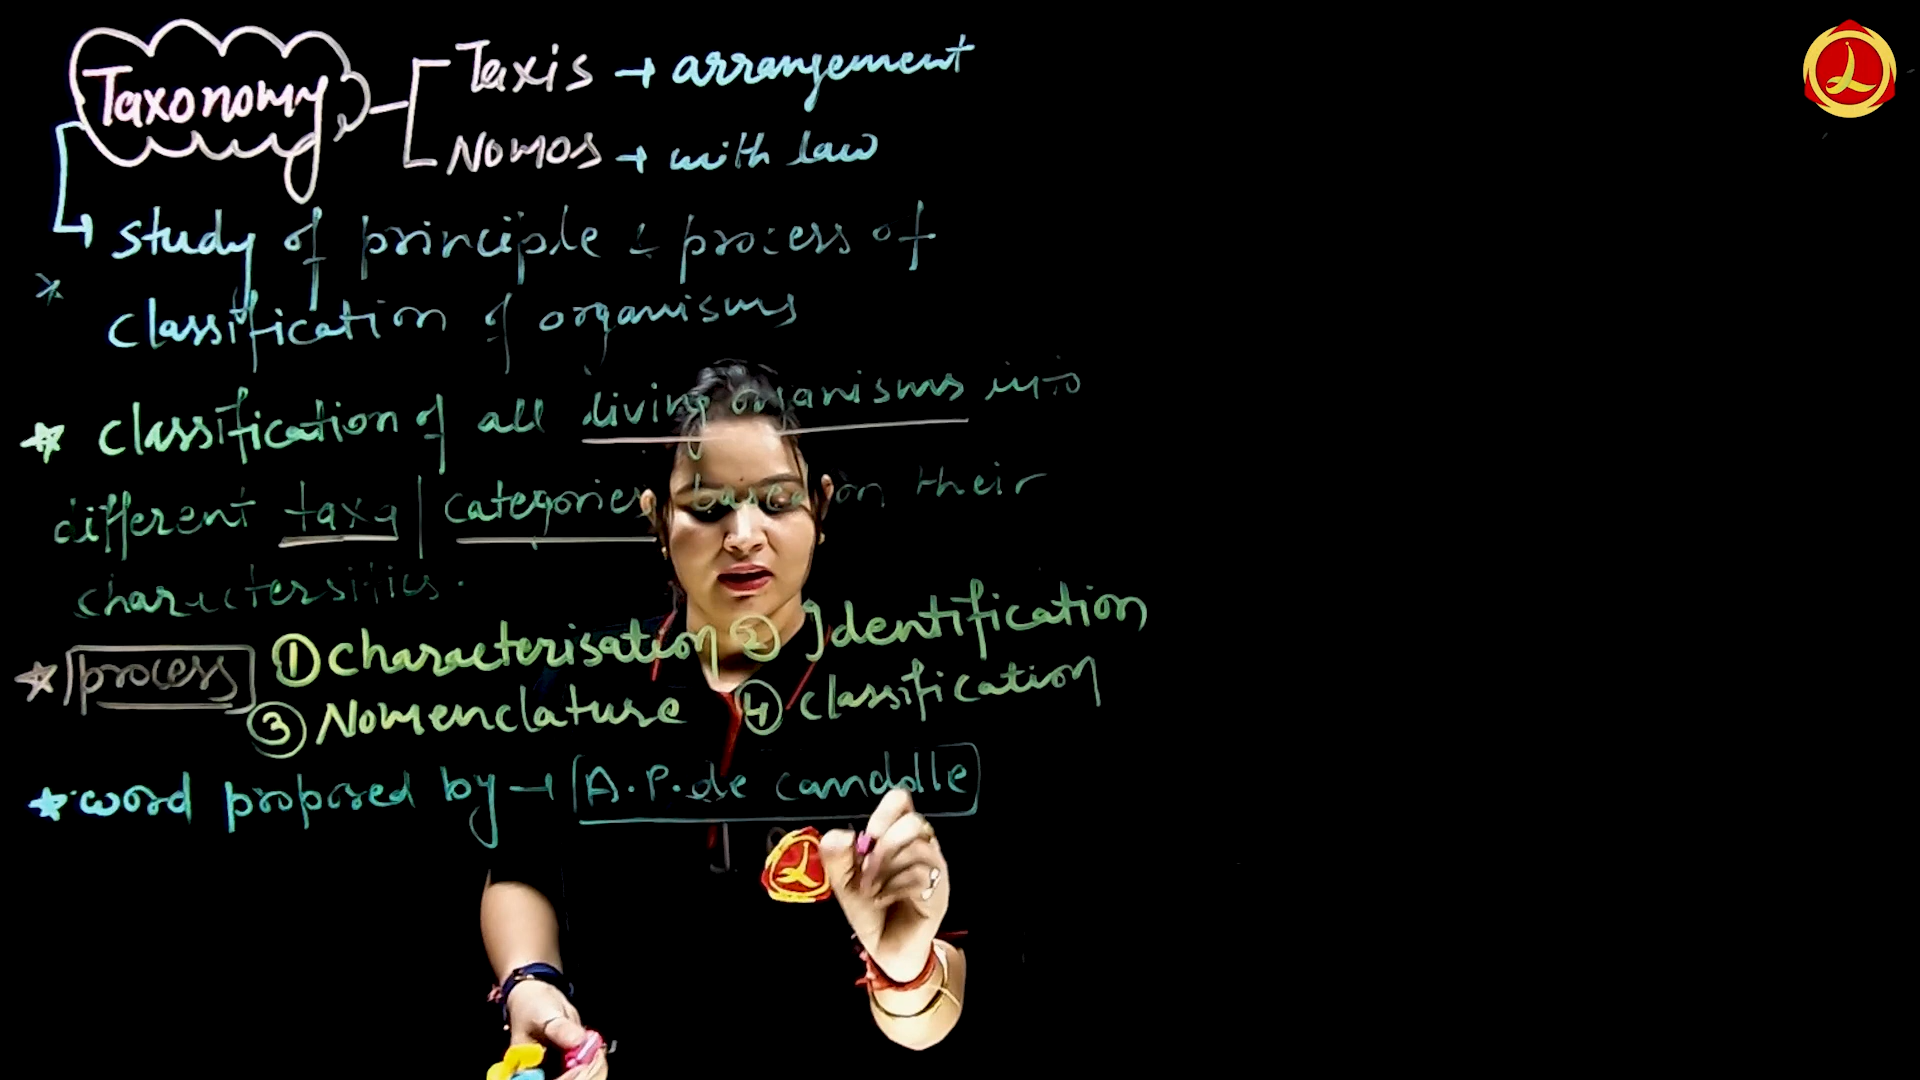 Taxonomy
Taxis → arrangement
Nomos → with law
study of principle & process of
classification of organisms
classification of all living organisms into
different taxa | categories based on their
charactersitics.
process ① characterisation ② Identification
③ Nomenclature ④ classification
word proposed by → A.P. de candolle